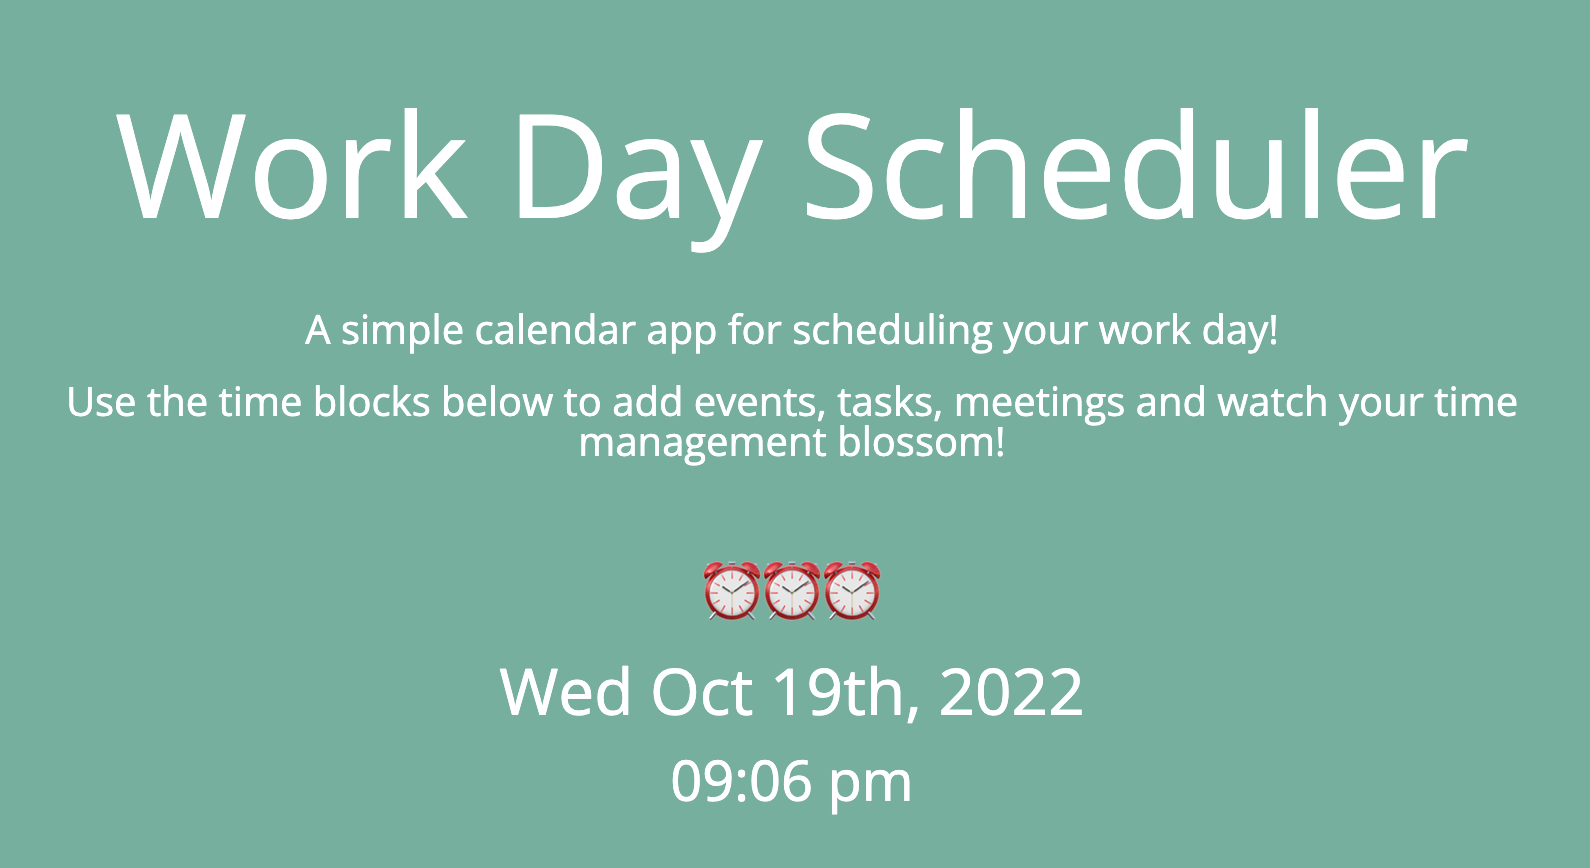 Work Day Scheduler
A simple calendar app for scheduling your work day!
Use the time blocks below to add events, tasks, meetings and watch your time
management blossom!
⏰⏰⏰
Wed Oct 19th, 2022
09:06 pm